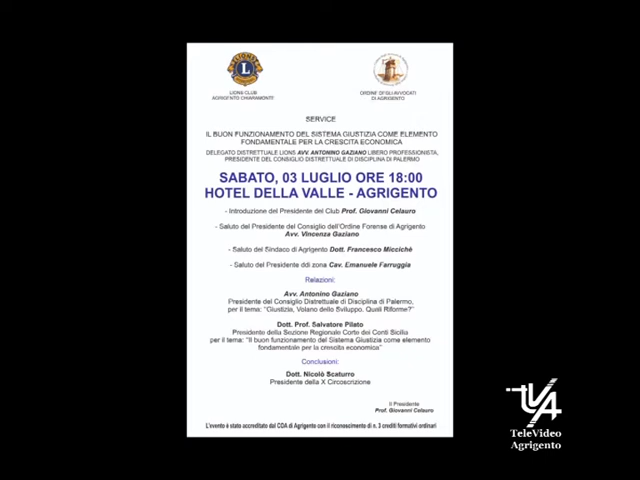 LIONS
L
LIONS CLUB
AGRIGENTO CHIARAMONTE
ORDINE DEGLI AVVOCATI
DI AGRIGENTO
SERVICE
IL BUON FUNZIONAMENTO DEL SISTEMA GIUSTIZIA COME ELEMENTO
FONDAMENTALE PER LA CRESCITA ECONOMICA
DELEGATO DISTRETTUALE LIONS AVV. ANTONINO GAZIANO LIBERO PROFESSIONISTA,
PRESIDENTE DEL CONSIGLIO DISTRETTUALE DI DISCIPLINA DI PALERMO
SABATO, 03 LUGLIO ORE 18:00
HOTEL DELLA VALLE - AGRIGENTO
- Introduzione del Presidente del Club Prof. Giovanni Celauro
- Saluto del Presidente del Consiglio dell'Ordine Forense di Agrigento
Avv. Vincenza Gaziano
- Saluto del Sindaco di Agrigento Dott. Francesco Miccichè
- Saluto del Presidente ddi zona Cav. Emanuele Farruggia
Relazioni:
Avv. Antonino Gaziano
Presidente del Consiglio Distrettuale di Disciplina di Palermo,
per il tema: "Giustizia, Volano dello Sviluppo. Quali Riforme?"
Dott. Prof. Salvatore Pilato
Presidente della Sezione Regionale Corte dei Conti Sicilia
per il tema: "Il buon funzionamento del Sistema Giustizia come elemento
fondamentale per la crescita economica"
Conclusioni:
Dott. Nicolò Scaturro
Presidente della X Circoscrizione
Il Presidente
Prof. Giovanni Celauro
L'evento è stato accreditato dal COA di Agrigento con il riconoscimento di n. 3 crediti formativi ordinari
TVA
TeleVideo
Agrigento